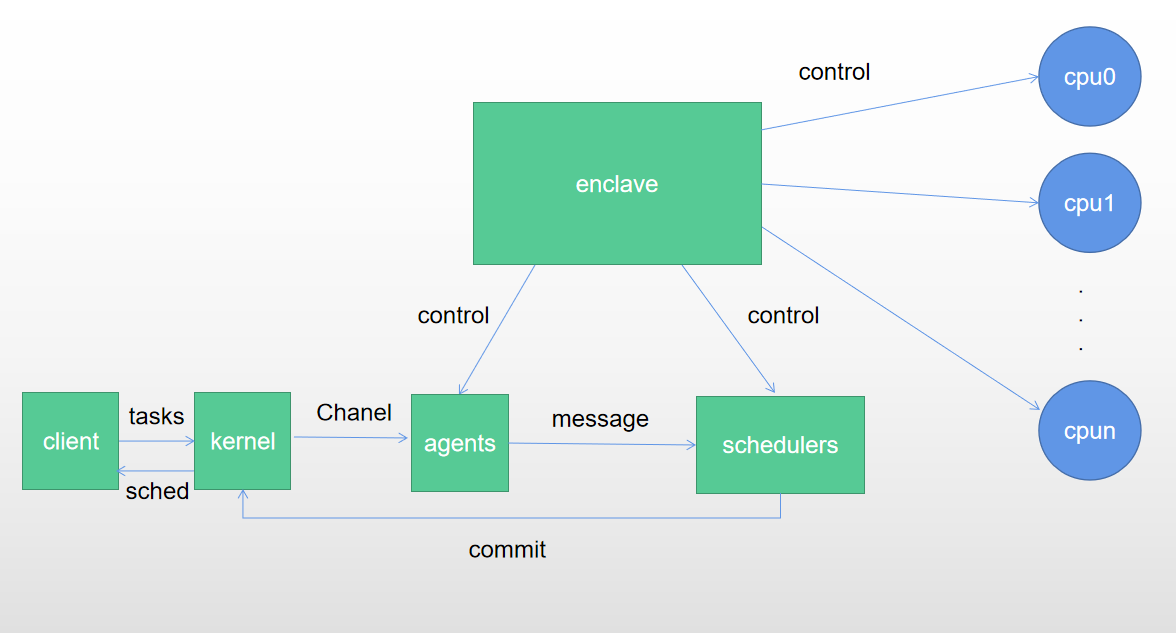 control
cpu0
enclave
cpu1
.
.
.
control
control
tasks
Chanel
message
cpun
client
kernel
agents
schedulers
sched
commit